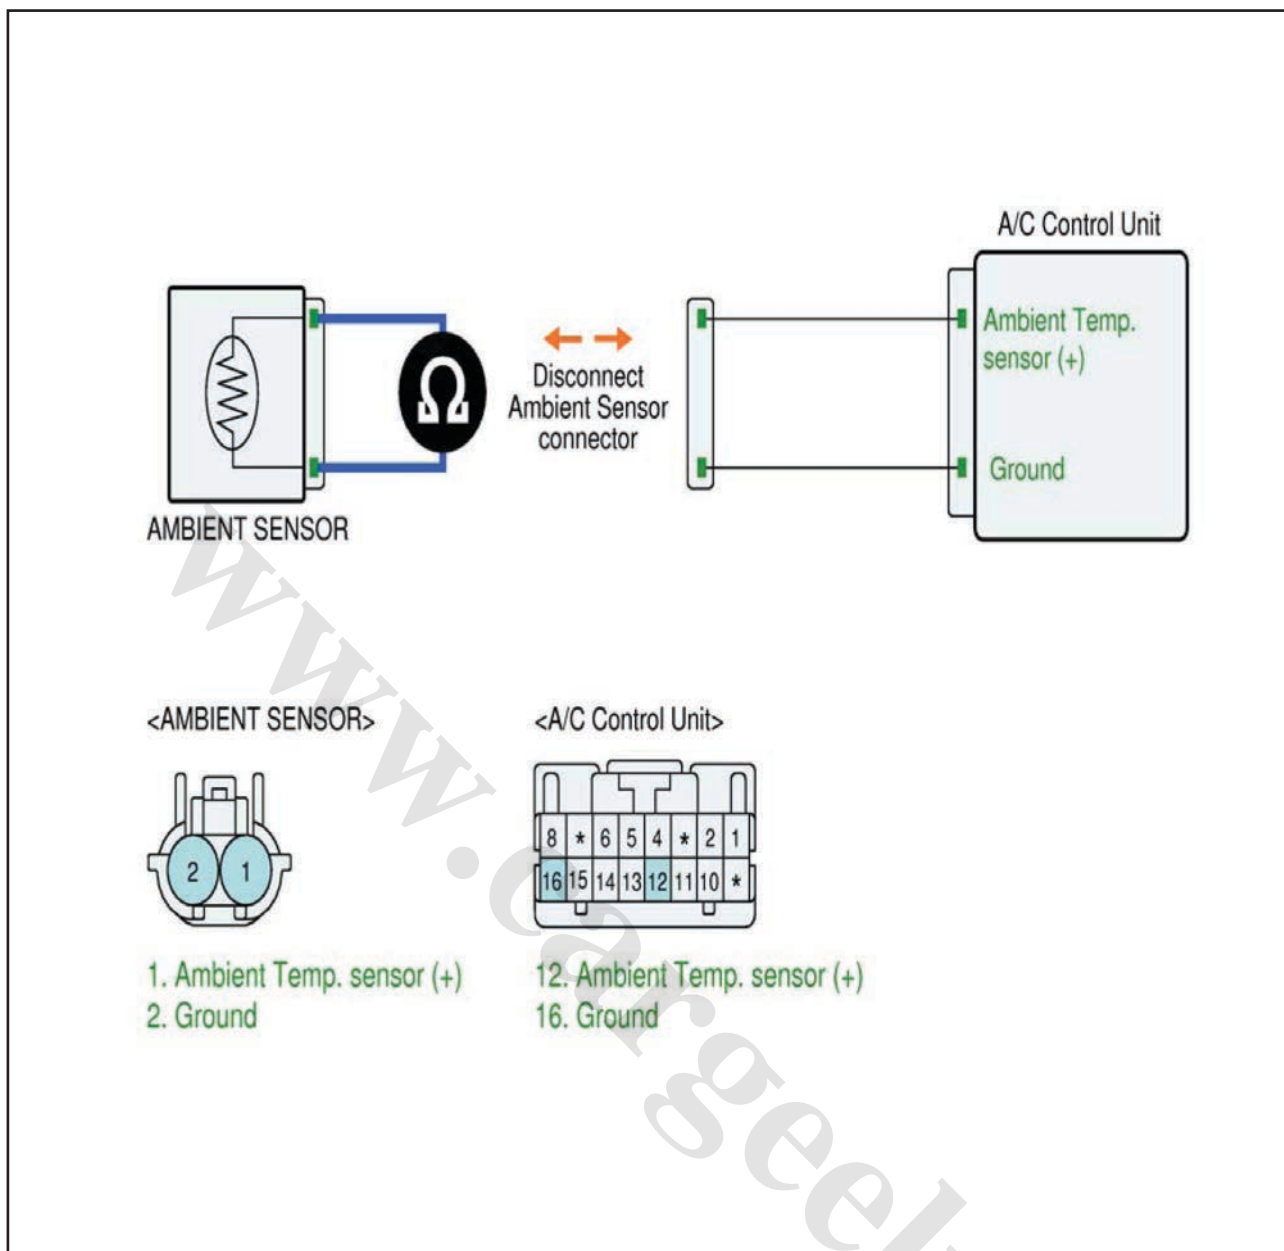 A/C Control Unit
Ambient Temp.
sensor (+)
Ω
Disconnect
Ambient Sensor
connector
Ground
AMBIENT SENSOR
<AMBIENT SENSOR>
<A/C Control Unit>
8 * 6 5 4 * 2 1
2 1
16 15 14 13 12 11 10 *
1. Ambient Temp. sensor (+)
2. Ground
12. Ambient Temp. sensor (+)
16. Ground